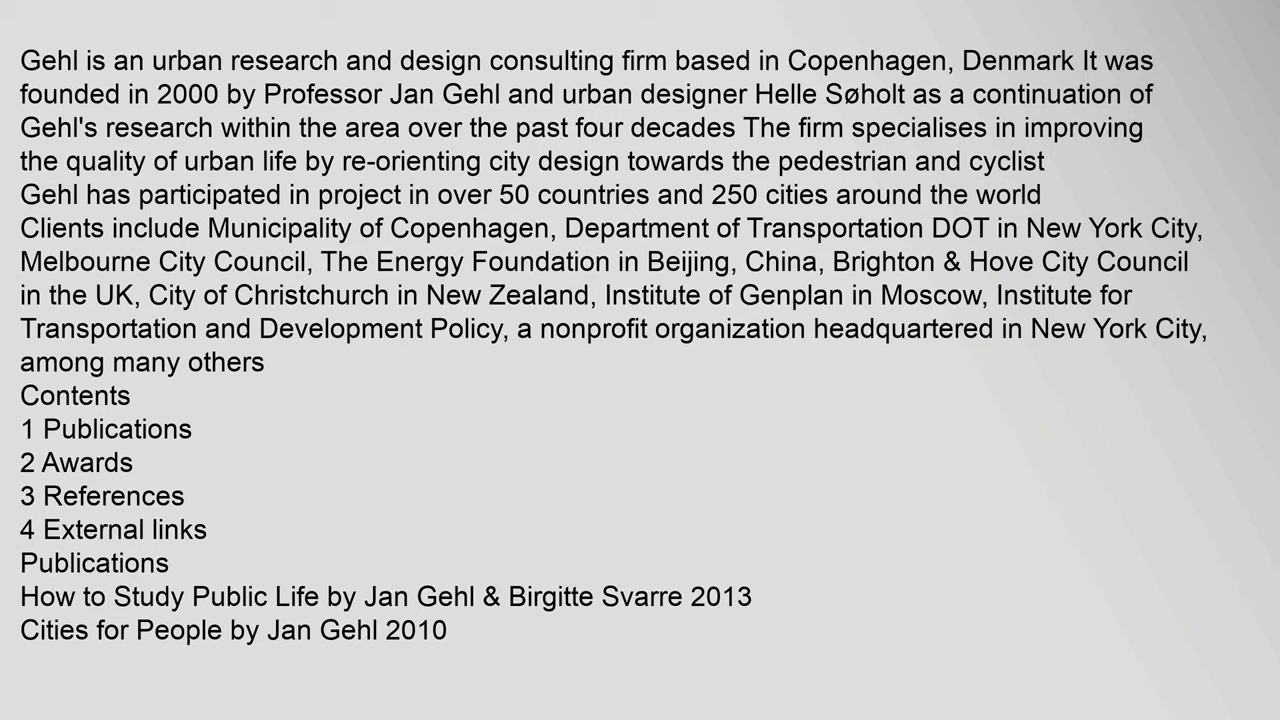 Gehl is an urban research and design consulting firm based in Copenhagen, Denmark It was
founded in 2000 by Professor Jan Gehl and urban designer Helle Søholt as a continuation of
Gehl's research within the area over the past four decades The firm specialises in improving
the quality of urban life by re-orienting city design towards the pedestrian and cyclist
Gehl has participated in project in over 50 countries and 250 cities around the world
Clients include Municipality of Copenhagen, Department of Transportation DOT in New York City,
Melbourne City Council, The Energy Foundation in Beijing, China, Brighton & Hove City Council
in the UK, City of Christchurch in New Zealand, Institute of Genplan in Moscow, Institute for
Transportation and Development Policy, a nonprofit organization headquartered in New York City,
among many others
Contents
1 Publications
2 Awards
3 References
4 External links
Publications
How to Study Public Life by Jan Gehl & Birgitte Svarre 2013
Cities for People by Jan Gehl 2010